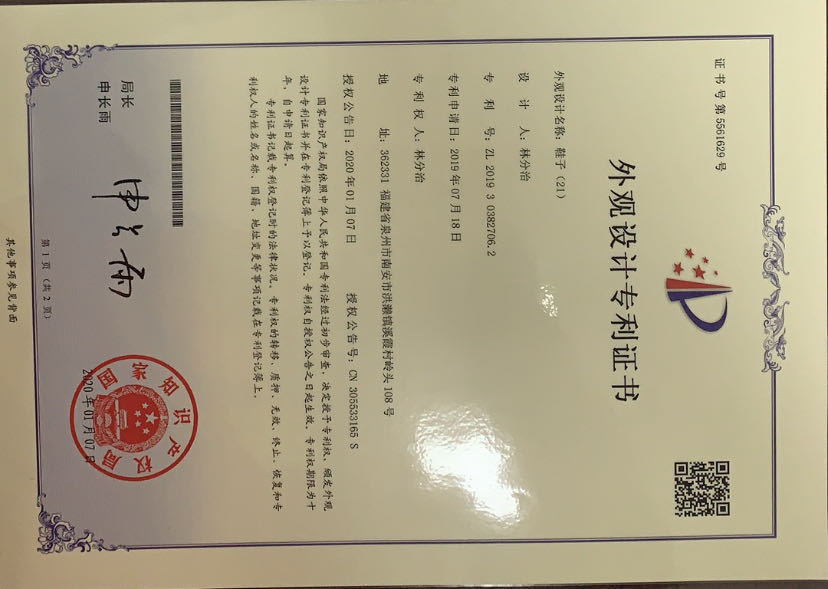 证书号第5561629号
外观设计专利证书
外观设计名称：鞋子（21）
设计人：林分治
专利号：ZL 2019 3 0382706.2
专利申请日：2019年07月18日
专利权人：林分治
地址：362331 福建省泉州市南安市洪濑镇溪霞村岭头108号
授权公告日：2020年01月07日 授权公告号：CN 305533165 S
国家知识产权局依照中华人民共和国专利法经过初步审查，决定授予专利权，颁发外观
设计专利证书并在专利登记簿上予以登记。专利权自授权公告之日起生效。专利权期限为十
年，自申请日起算。
专利证书记载专利权登记时的法律状况。专利权的转移、质押、无效、终止、恢复和专
利权人的姓名或名称、国籍、地址变更等事项记载在专利登记簿上。
局长
申长雨
申长雨
国家知识产权局
2020年01月07日
第1页（共2页）
其他事项参见背面